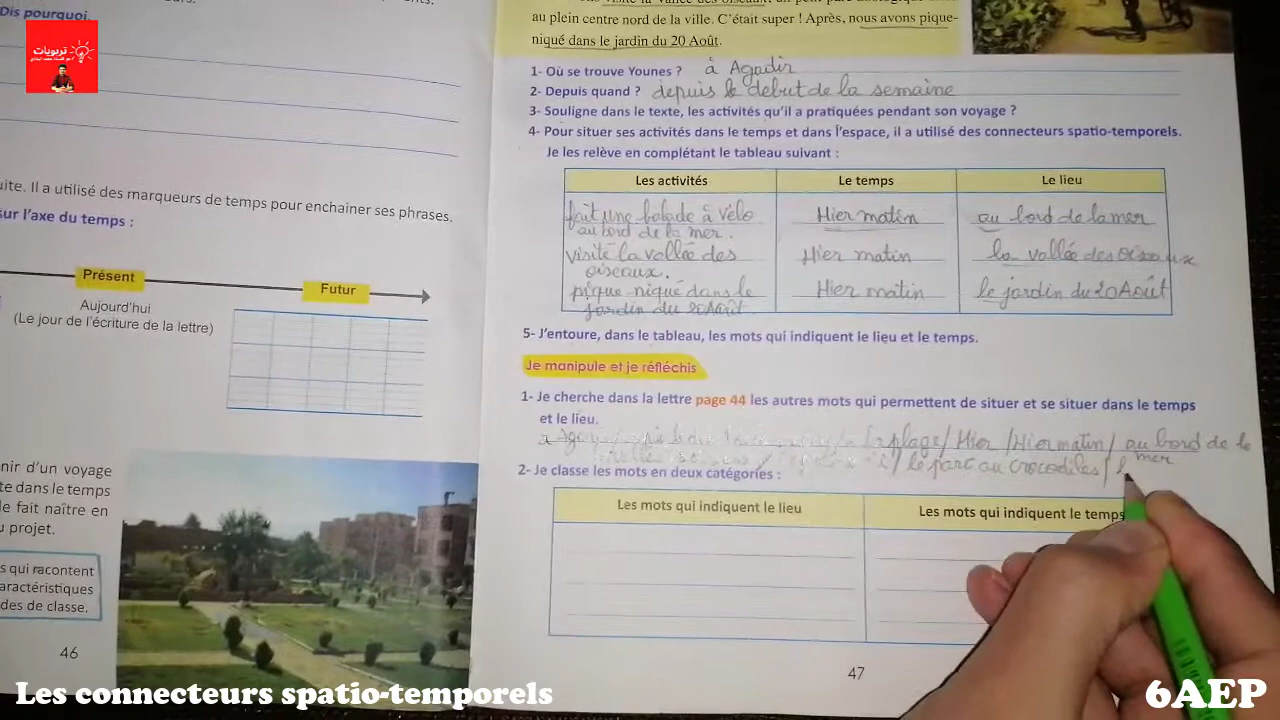 Dis pourquoi.
تربويات
uite. Il a utilisé des marqueurs de temps pour enchainer ses phrases.
sur l'axe du temps :
Présent
Futur
Aujourd'hui
(Le jour de l'écriture de la lettre)
nir d'un voyage
te dans le temps
le fait naître en
u projet.
s qui racontent
aractéristiques
des de classe.
46
au plein centre nord de la ville. C'était super ! Après, nous avons pique-
niqué dans le jardin du 20 Août.
1- Où se trouve Younes ? à Agadir
2- Depuis quand ? depuis le début de la semaine
3- Souligne dans le texte, les activités qu'il a pratiquées pendant son voyage ?
4- Pour situer ses activités dans le temps et dans l'espace, il a utilisé des connecteurs spatio-temporels.
Je les relève en complétant le tableau suivant :
Les activités Le temps Le lieu
fait une balade à vélo Hier matin au bord de la mer
au bord de la mer.
visité la vallée des Hier matin la vallée des oiseaux
oiseaux.
pique-niqué dans le Hier matin le jardin du 20 Août
jardin du 20 Août.
5- J'entoure, dans le tableau, les mots qui indiquent le lieu et le temps.
Je manipule et je réfléchis
1- Je cherche dans la lettre page 44 les autres mots qui permettent de situer et se situer dans le temps
et le lieu.
plage / Hier / Hier matin / au bord de la
mer
/ le parc au crocodiles /
2- Je classe les mots en deux catégories :
Les mots qui indiquent le lieu Les mots qui indiquent le temps
47
Les connecteurs spatio-temporels
6AEP